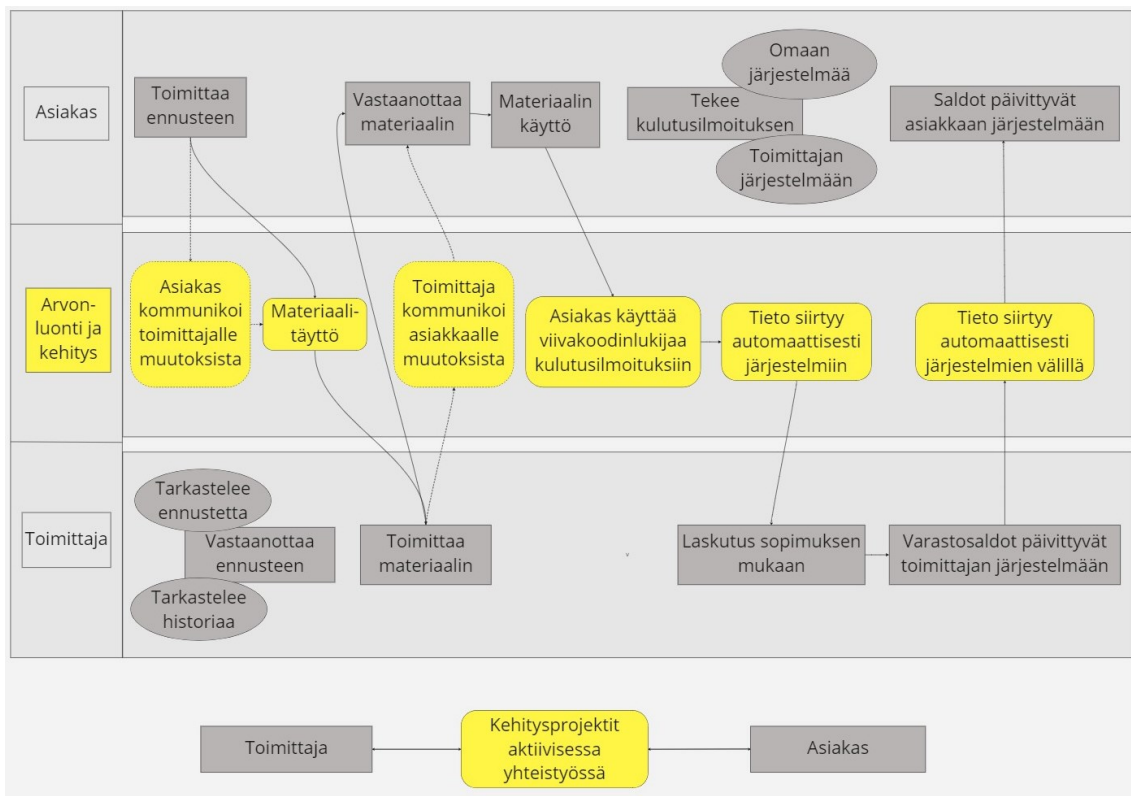 Asiakas
Toimittaa
ennusteen
Vastaanottaa
materiaalin
Materiaalin
käyttö
Omaan
järjestelmää
Tekee
kulutusilmoituksen
Toimittajan
järjestelmään
Saldot päivittyvät
asiakkaan järjestelmään
Arvon-
luonti ja
kehitys
Asiakas
kommunikoi
toimittajalle
muutoksista
Materiaali-
täyttö
Toimittaja
kommunikoi
asiakkaalle
muutoksista
Asiakas käyttää
viivakoodinlukijaa
kulutusilmoituksiin
Tieto siirtyy
automaattisesti
järjestelmiin
Tieto siirtyy
automaattisesti
järjestelmien välillä
Toimittaja
Tarkastelee
ennustetta
Vastaanottaa
ennusteen
Tarkastelee
historiaa
Toimittaa
materiaalin
Laskutus sopimuksen
mukaan
Varastosaldot päivittyvät
toimittajan järjestelmään
Toimittaja
Kehitysprojektit
aktiivisessa
yhteistyössä
Asiakas